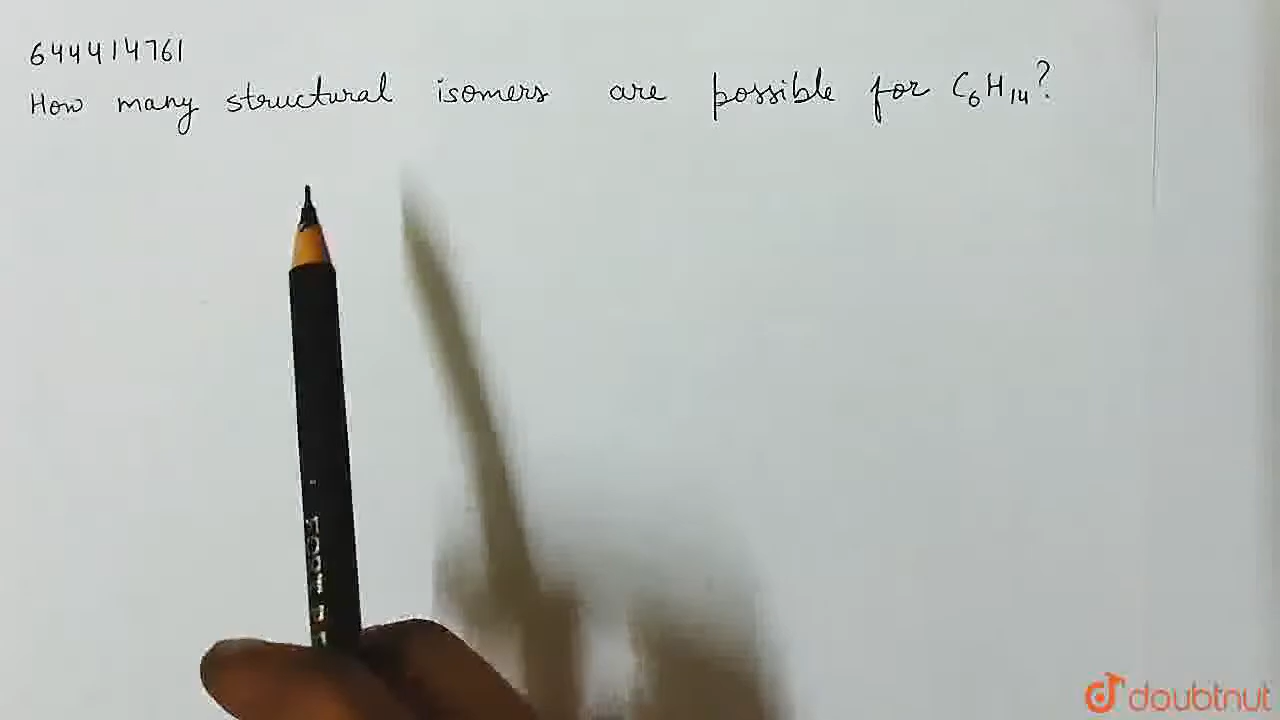 644414761
How many structural isomers are possible for C₆H₁₄?
doubtnut